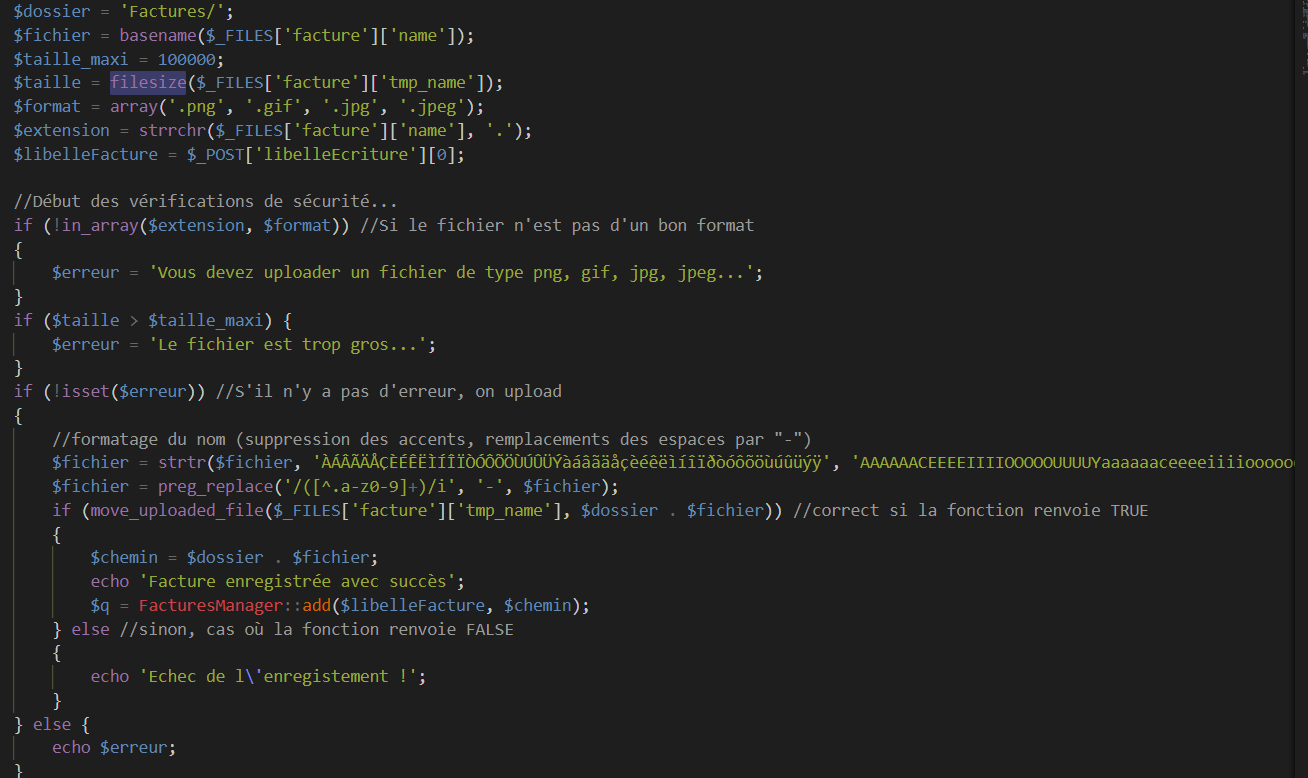 $dossier = 'Factures/';
$fichier = basename($_FILES['facture']['name']);
$taille_maxi = 100000;
$taille = filesize($_FILES['facture']['tmp_name']);
$format = array('.png', '.gif', '.jpg', '.jpeg');
$extension = strrchr($_FILES['facture']['name'], '.');
$libelleFacture = $_POST['libelleEcriture'][0];
//Début des vérifications de sécurité...
if (!in_array($extension, $format)) //Si le fichier n'est pas d'un bon format
{
$erreur = 'Vous devez uploader un fichier de type png, gif, jpg, jpeg...';
}
if ($taille > $taille_maxi) {
$erreur = 'Le fichier est trop gros...';
}
if (!isset($erreur)) //S'il n'y a pas d'erreur, on upload
{
//formatage du nom (suppression des accents, remplacements des espaces par "-")
$fichier = strtr($fichier, 'ÀÁÂÃÄÅÇÈÉÊËÌÍÎÏÒÓÔÕÖÙÚÛÜÝàáâãäåçèéêëìíîïðòóôõöùúûüýÿ', 'AAAAAACEEEEIIIIOOOOOUUUUYaaaaaaceeeeiiiioooooo
$fichier = preg_replace('/([^.a-z0-9]+)/i', '-', $fichier);
if (move_uploaded_file($_FILES['facture']['tmp_name'], $dossier . $fichier)) //correct si la fonction renvoie TRUE
{
$chemin = $dossier . $fichier;
echo 'Facture enregistrée avec succès';
$q = FacturesManager::add($libelleFacture, $chemin);
} else //sinon, cas où la fonction renvoie FALSE
{
echo 'Echec de l\'enregistement !';
}
} else {
echo $erreur;
}